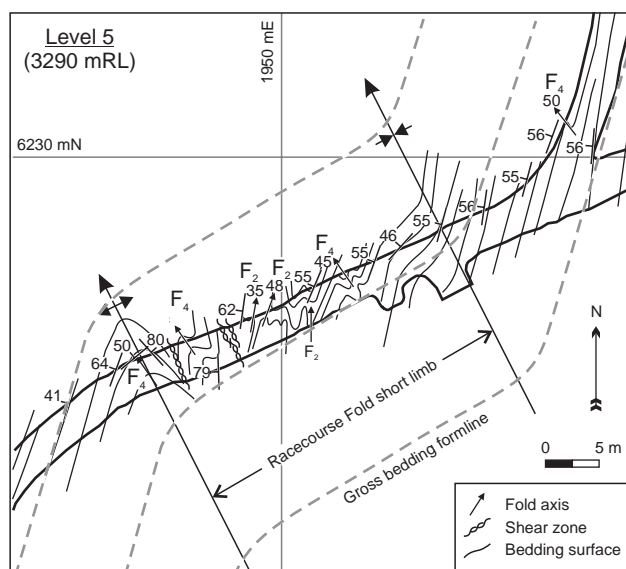 Level 5
(3290 mRL)
1950 mE
6230 mN
F4
50
56
56
55
56
55
46
F4
55
45
F2
F2
55
48
35
62
F4
F2
80
50
64
79
F4
41
Racecourse Fold short limb
Gross bedding formline
N
0 5 m
Fold axis
Shear zone
Bedding surface